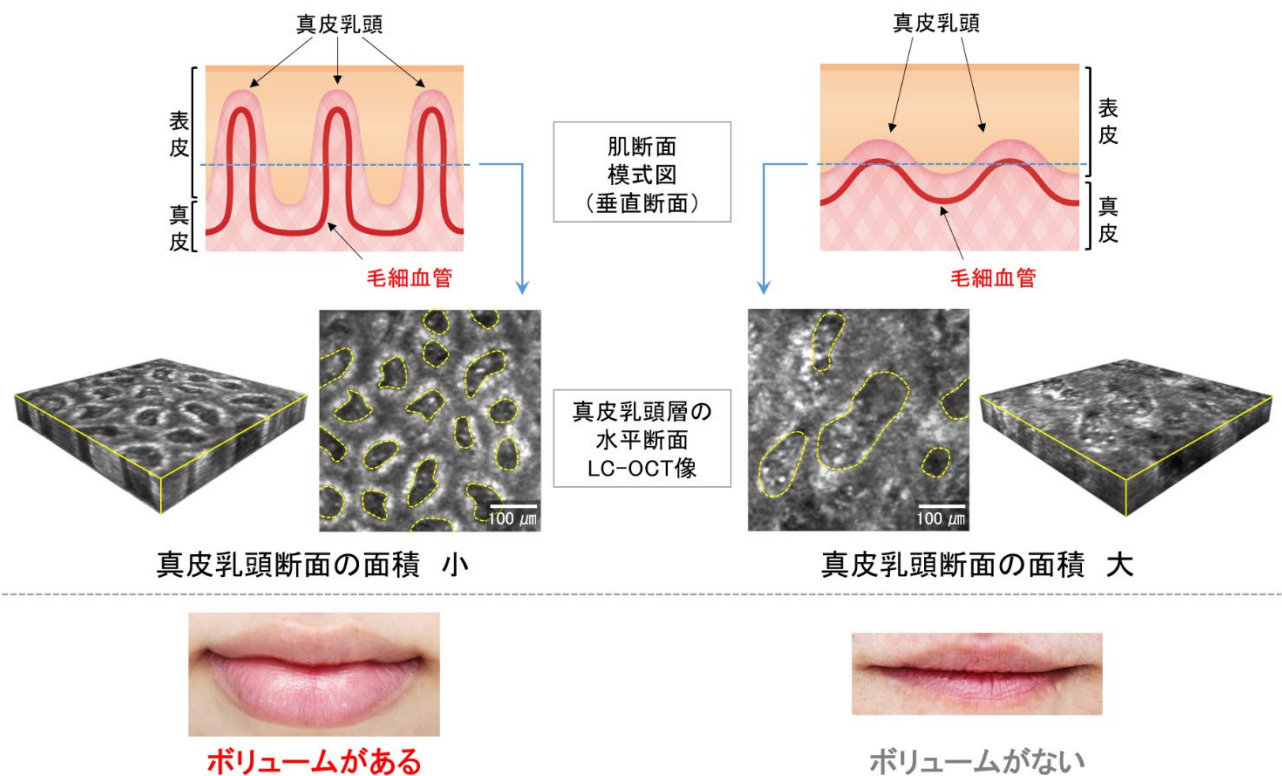 真皮乳頭
真皮乳頭
表皮
真皮
肌断面
模式図
（垂直断面）
表皮
真皮
毛細血管
毛細血管
真皮乳頭層の
水平断面
LC-OCT像
100 ㎛
100 ㎛
真皮乳頭断面の面積 小
真皮乳頭断面の面積 大
ボリュームがある
ボリュームがない